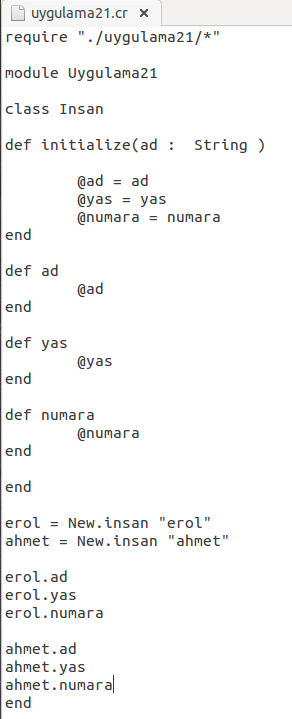 uygulama21.cr ×
require "./uygulama21/*"
module Uygulama21
class Insan
def initialize(ad :  String )
@ad = ad
@yas = yas
@numara = numara
end
def ad
@ad
end
def yas
@yas
end
def numara
@numara
end
end
erol = New.insan "erol"
ahmet = New.insan "ahmet"
erol.ad
erol.yas
erol.numara
ahmet.ad
ahmet.yas
ahmet.numara
end